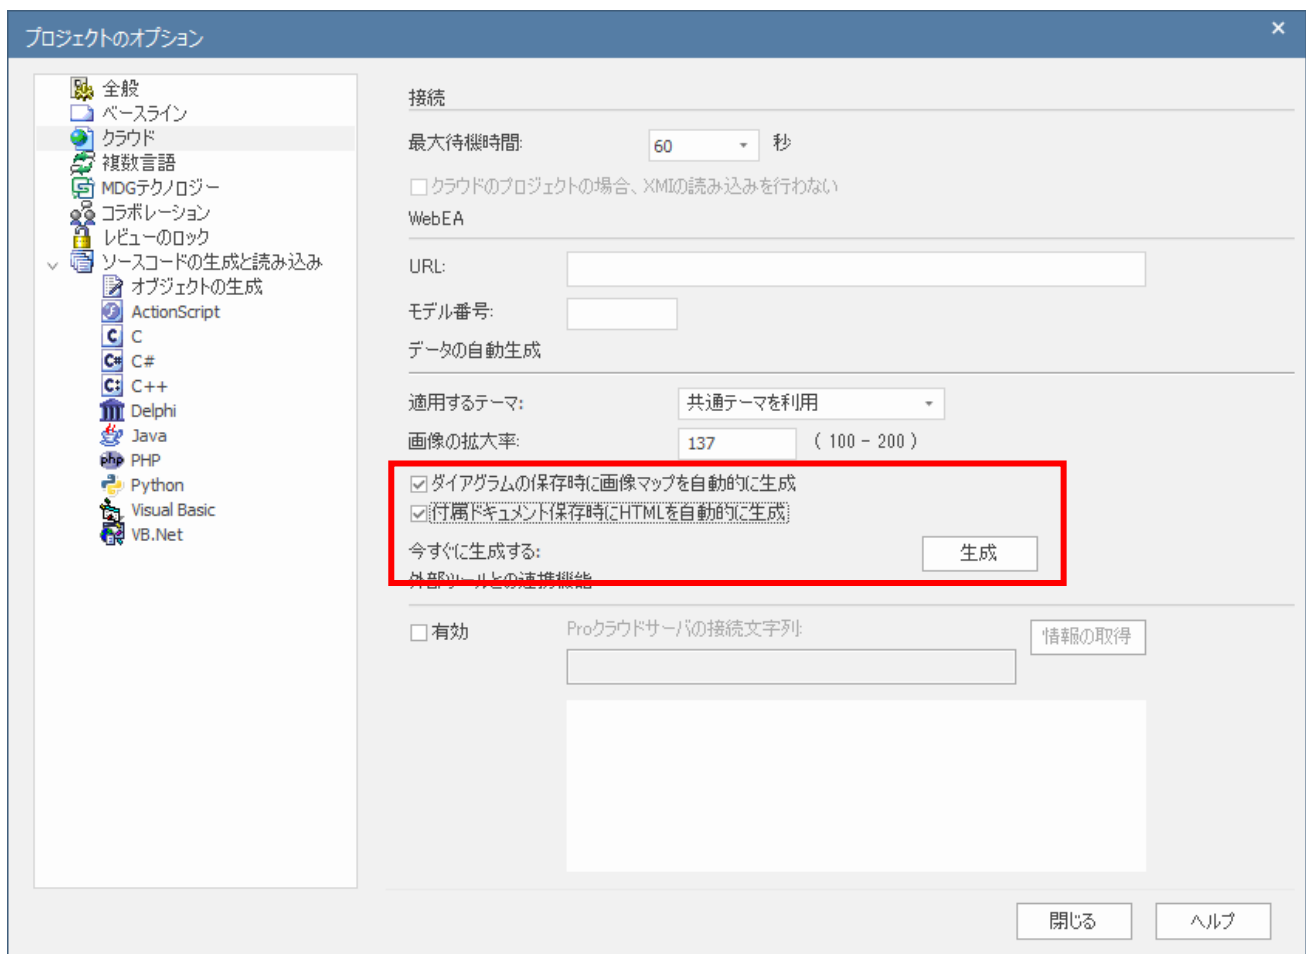 プロジェクトのオプション
全般
ベースライン
クラウド
複数言語
MDGテクノロジー
コラボレーション
レビューのロック
ソースコードの生成と読み込み
オブジェクトの生成
ActionScript
C
C#
C++
Delphi
Java
PHP
Python
Visual Basic
VB.Net
接続
最大待機時間: 60 秒
クラウドのプロジェクトの場合、XMIの読み込みを行わない
WebEA
URL:
モデル番号:
データの自動生成
適用するテーマ: 共通テーマを利用
画像の拡大率: 137 ( 100 - 200 )
ダイアグラムの保存時に画像マップを自動的に生成
付属ドキュメント保存時にHTMLを自動的に生成
今すぐに生成する: 生成
外部ツールとの連携機能
有効 Proクラウドサーバの接続文字列: 情報の取得
閉じる ヘルプ